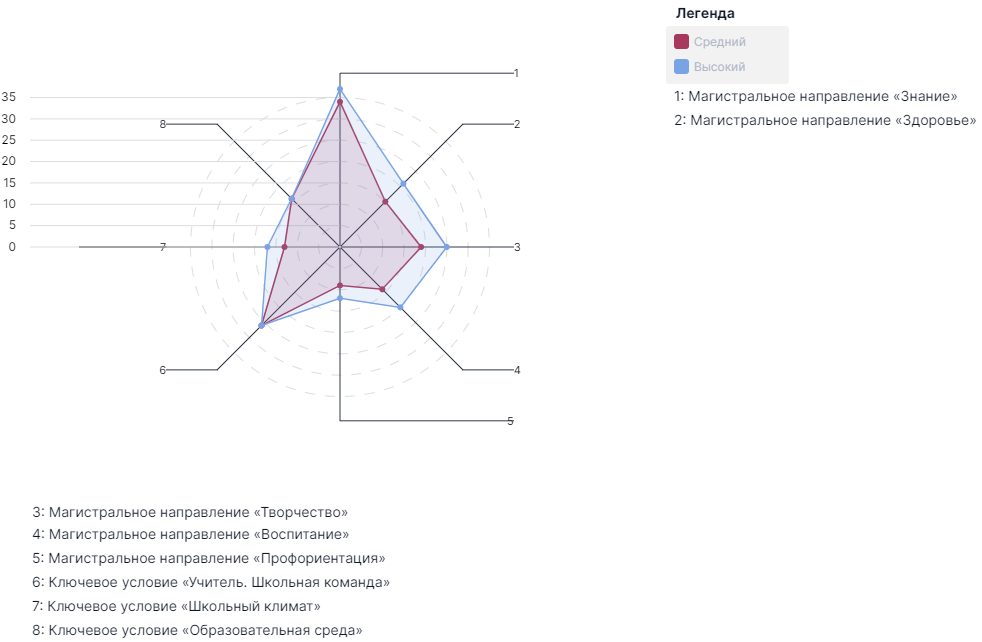 Легенда
Средний
Высокий
1: Магистральное направление «Знание»
2: Магистральное направление «Здоровье»
1
35
30
8
2
25
20
15
10
5
0
7
3
6
4
5
3: Магистральное направление «Творчество»
4: Магистральное направление «Воспитание»
5: Магистральное направление «Профориентация»
6: Ключевое условие «Учитель. Школьная команда»
7: Ключевое условие «Школьный климат»
8: Ключевое условие «Образовательная среда»